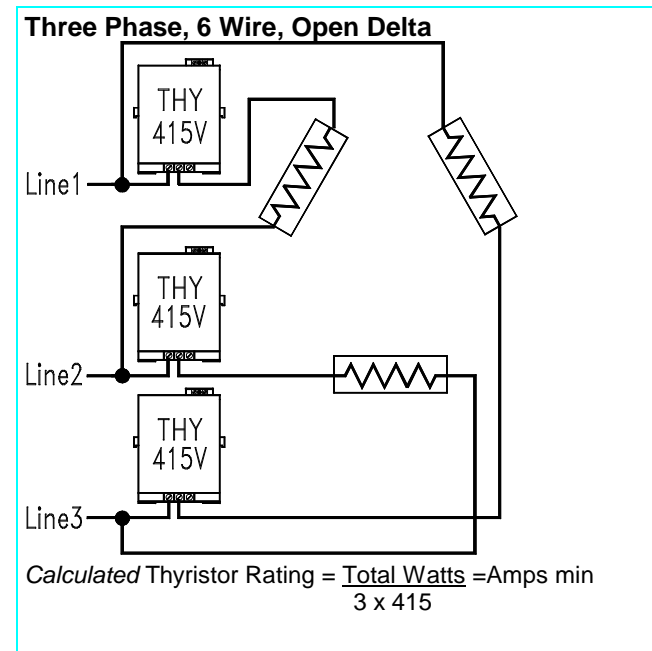 Three Phase, 6 Wire, Open Delta
THY
415V
Line1
THY
415V
Line2
THY
415V
Line3
Calculated Thyristor Rating = Total Watts =Amps min
3 x 415